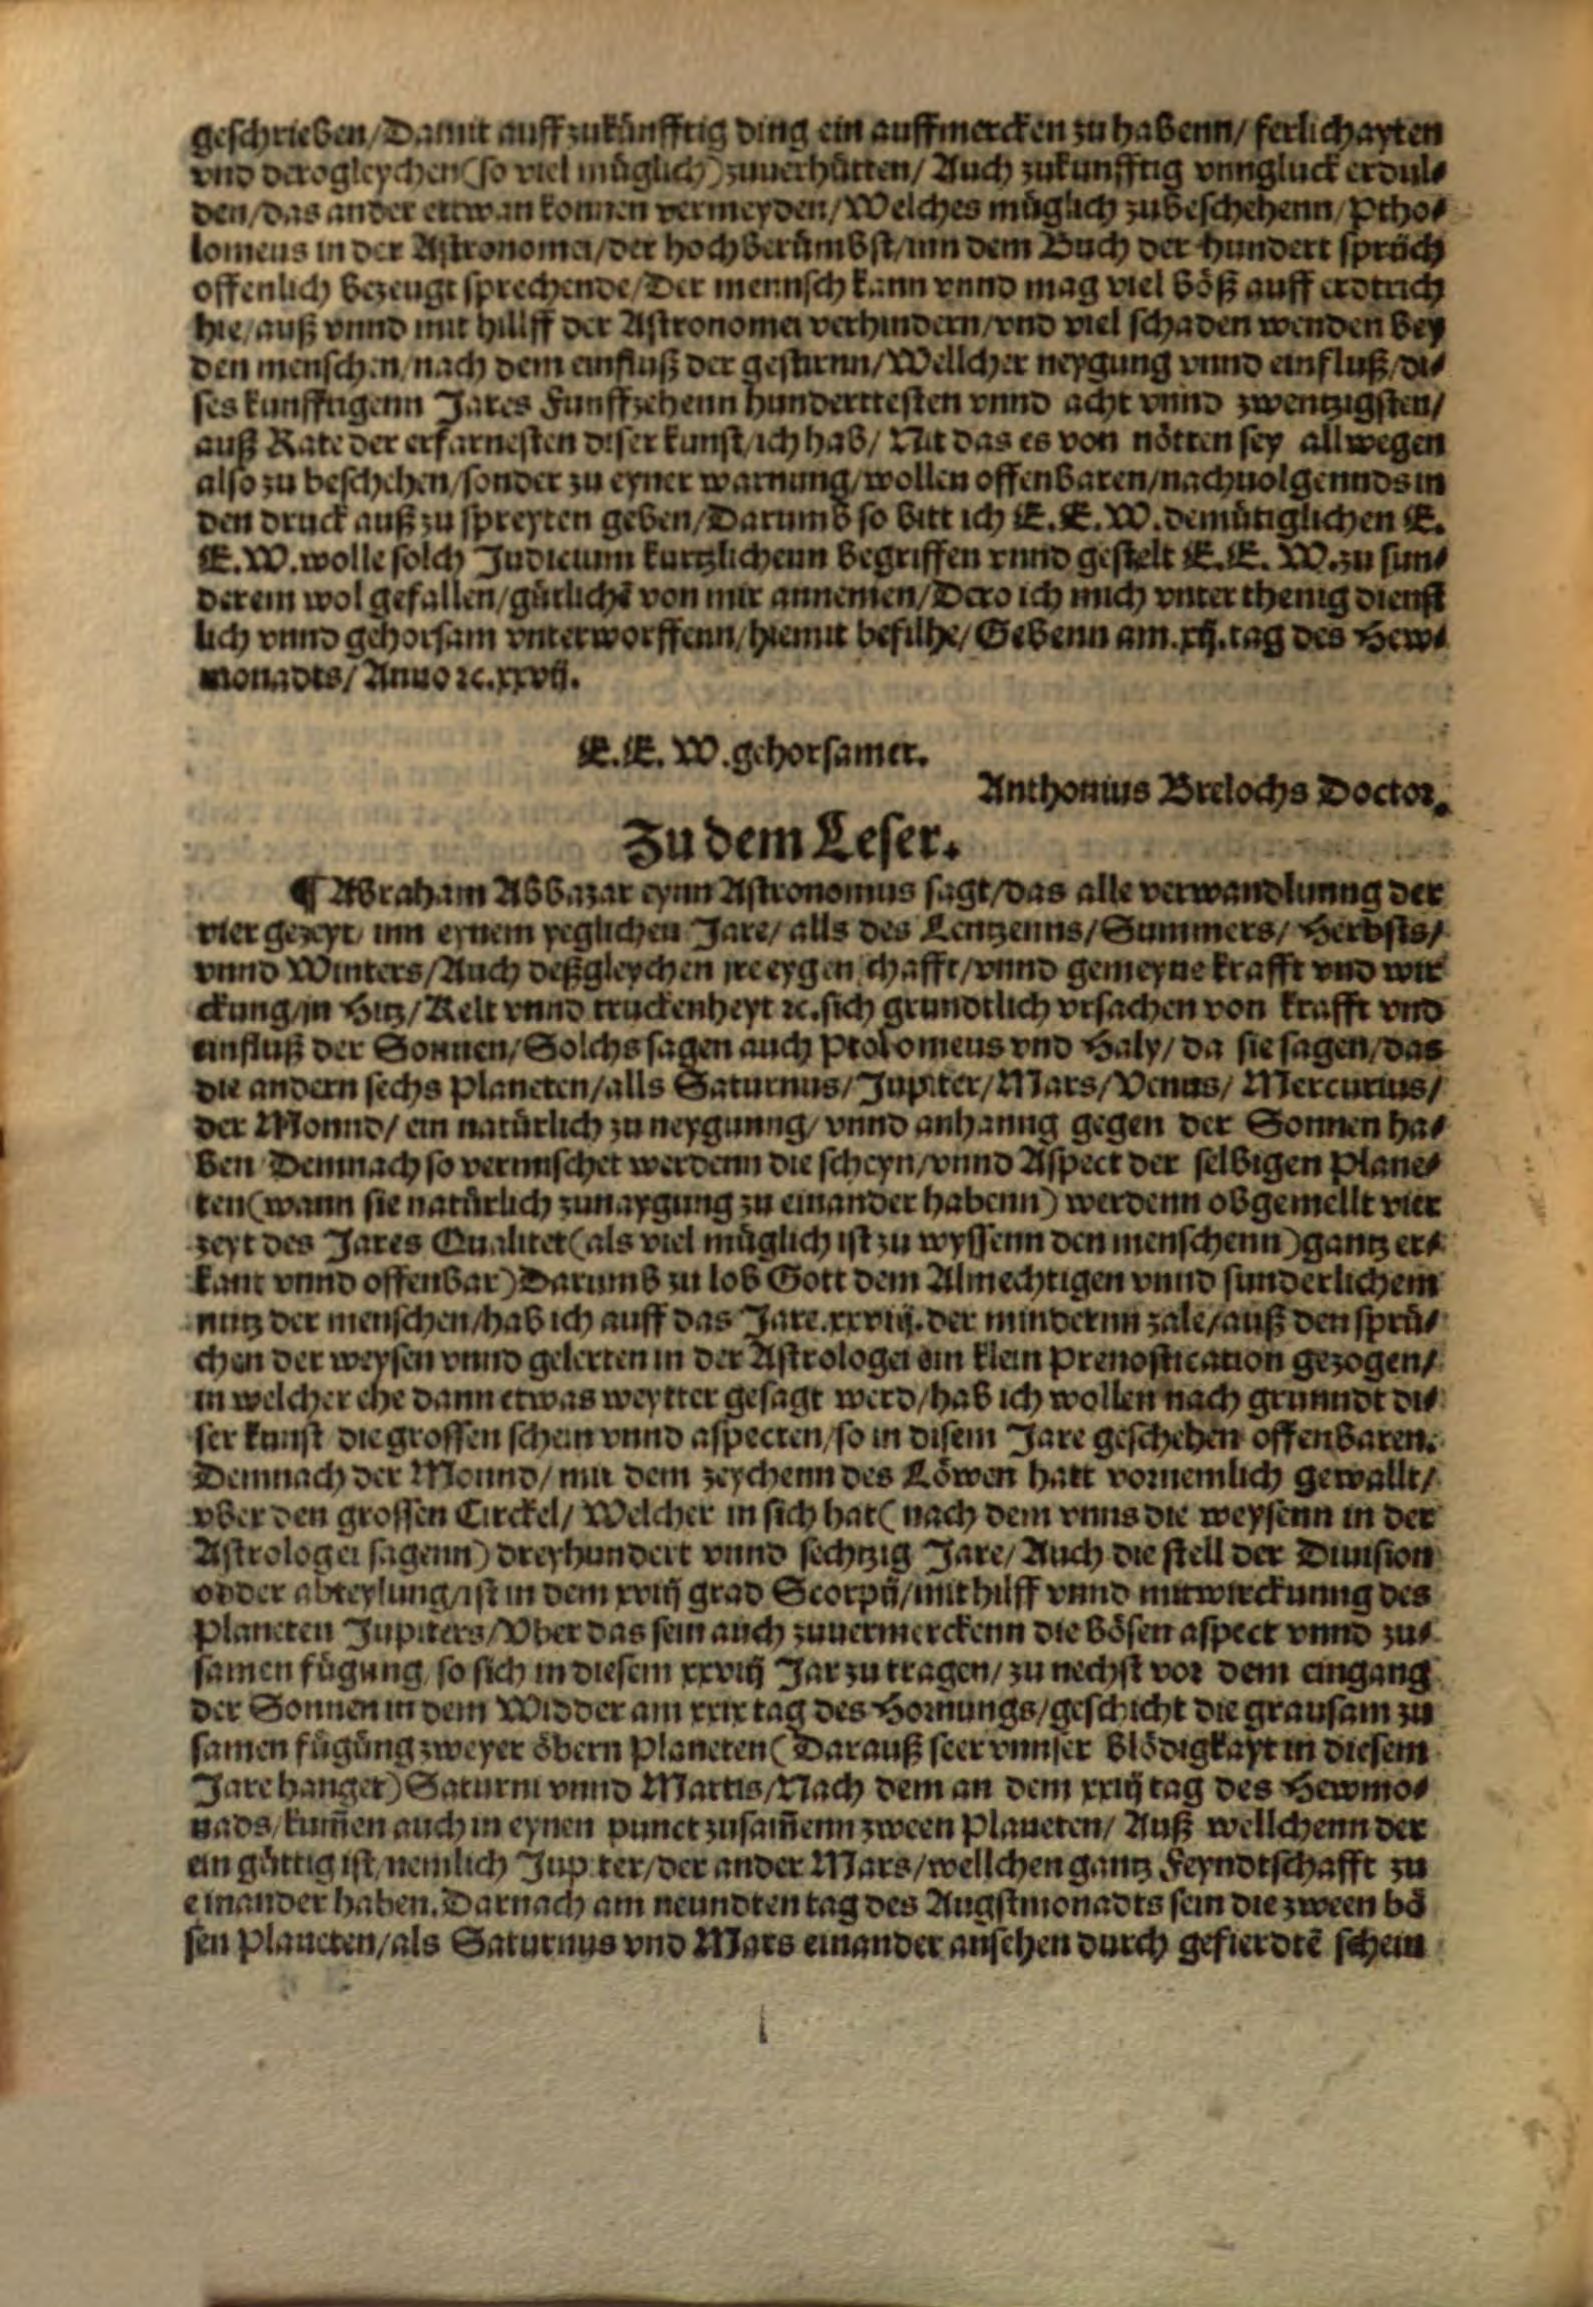 geschrieben/Damit auff zukünfftig ding ein auffmercken zu habenn/ ferlichayten
vnd derogleychen(so viel müglich)zuuerhütten/ Auch zukunfftig vnngluck erdul⸗
den/das ander ettwan konnen vermeyden/Welches müglich zubeschehenn/Ptho⸗
lomeus in der Astronomei/der hochberümbst/inn dem Buch der hundert sprüch
offenlich bezeugt sprechende/Der mennsch kann vnnd mag viel böß auff erdtrich
hie/auß vnnd mit hilff der Astronomei verhindern/vnd viel schaden wenden bey
den menschen/nach dem einfluß der gestirnn/Wellcher neygung vnnd einfluß/di⸗
ses kunfftigenn Jares Funffzehenn hunderttesten vnnd acht vnnd zwentzigsten/
auß Rate der erfarnesten diser kunst/ich hab/ Nit das es von nötten sey allwegen
also zu beschehen/sonder zu eyner warnung/wollen offenbaren/nachuolgennds in
den druck auß zu spreyten geben/Darumb so bitt ich E.E.W.demütiglichen E.
E.W.wolle solch Judicium kurtzlichenn begriffen vnnd gestelt E.E. W.zu sun⸗
derem wol gefallen/gütlichē von mir annemen/Dero ich mich vnter thenig dienst
lich vnnd gehorsam vnterworffenn/hiemit befilhe/ Gebenn am.xij.tag des Hew⸗
monadts/ Anno ꝛc.xxvij.
E.E. W.gehorsamer.
Anthonius Brelochs Doctor.
Zu dem Leser.
¶ Abraham Abbazar eynn Astronomus sagt/das alle verwandlunng der
vier gezeyt/ inn eynem yeglichen Jare/ alls des Lentzenns/Summers/ Herbsts/
vnnd Winters/Auch deßgleychen jre eygen schafft/vnnd gemeyne krafft vnd wir
ckung/in Hitz/Kelt vnnd truckenheyt ꝛc.sich grundtlich vrsachen von krafft vnd
einfluß der Sonnen/Solchs sagen auch Ptolomeus vnd Haly/ da sie sagen/das
die andern sechs Planeten/alls Saturnus/Jupiter/Mars/Venus/ Mercurius/
der Monnd/ ein natürlich zu neygunng/ vnnd anhanng gegen der Sonnen ha⸗
ben Demnach so vermischet werdenn die scheyn/vnnd Aspect der selbigen Plane⸗
ten(wann sie natürlich zunaygung zu einander habenn) werdenn obgemellt vier
zeyt des Jares Qualitet(als viel müglich ist zu wyssenn den menschenn)gantz er⸗
kant vnnd offenbar)Darumb zu lob Gott dem Almechtigen vnnd sunderlichem
nutz der menschen/hab ich auff das Jare.xxviij.der mindernn zale/auß den sprü⸗
chen der weysen vnnd gelerten in der Astrologei ein klein Prenostication gezogen/
in welcher ehe dann etwas weytter gesagt werd/hab ich wollen nach grunndt di⸗
ser kunst die grossen schein vnnd aspecten/so in disem Jare geschehen offenbaren.
Demnach der Monnd/ mit dem zeychenn des Löwen hatt vornemlich gewallt/
vber den grossen Circkel/ Welcher in sich hat( nach dem vnns die weysenn in der
Astrologei sagenn) dreyhundert vnnd sechtzig Jare/ Auch die stell der Diuision
odder abteylung/ist in dem xviij grad Scorpij/mit hilff vnnd mitwirckunng des
Planeten Jupiters/Vber das sein auch zuuermerckenn die bösen aspect vnnd zu⸗
samen fügung/so sich in diesem xxviij Jar zu tragen/ zu nechst vor dem eingang
der Sonnen in dem Widder am xxix tag des Hornungs/geschicht die grausam zu
samen fügūng zweyer öbern Planeten( Darauß seer vnnser blödigkayt in diesem
Jare hanget) Saturni vnnd Martis/Nach dem an dem xxiij tag des Hewmo⸗
nads/kum̄en auch in eynen punct zusam̄enn zween Planeten/ Auß wellchenn der
ein güttig ist/nemlich Jupiter/der ander Mars/wellchen gantz Feyndtschafft zu
einander haben.Darnach am neundten tag des Augstmonadts sein die zween bö
sen Planeten/als Saturnus vnd Mars einander ansehen durch gefierdtē schein